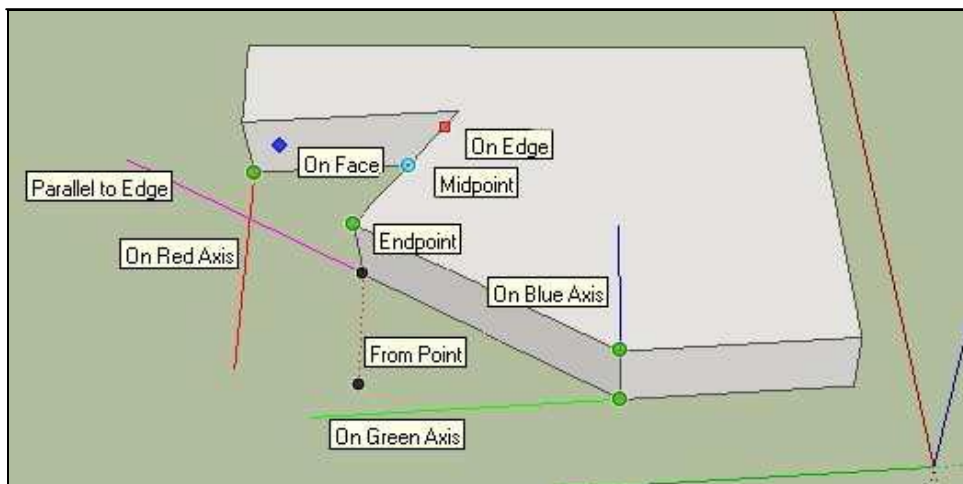 On Edge
On Face
Midpoint
Parallel to Edge
Endpoint
On Red Axis
On Blue Axis
From Point
On Green Axis